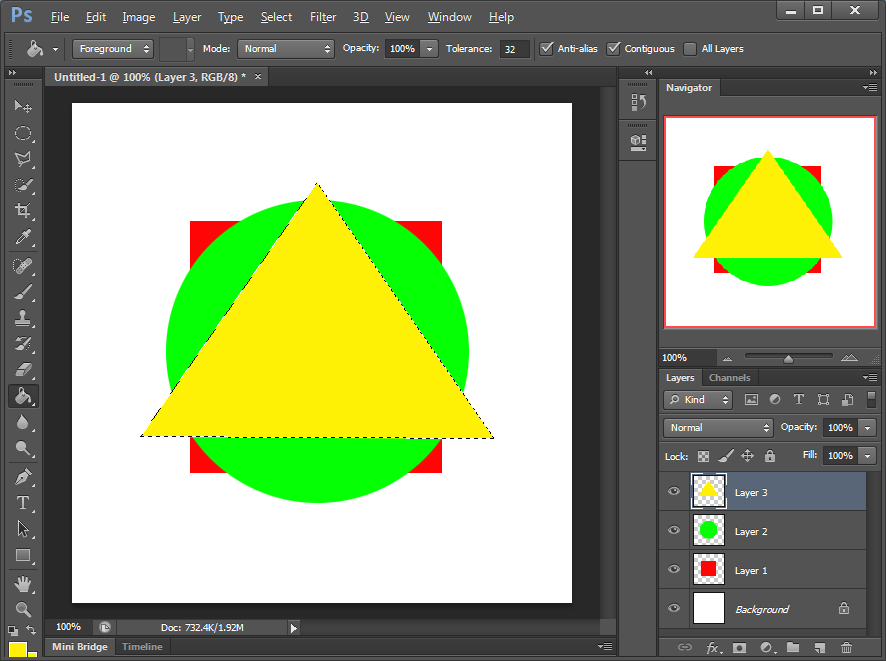 Ps File Edit Image Layer Type Select Filter 3D View Window Help
Foreground Mode: Normal Opacity: 100% Tolerance: 32 Anti-alias Contiguous All Layers
Untitled-1 @ 100% (Layer 3, RGB/8) * ×
Navigator
100%
Layers Channels
Kind T
Normal Opacity: 100%
Lock: Fill: 100%
Layer 3
Layer 2
Layer 1
Background
fx
T
100% Doc: 732.4K/1.92M
Mini Bridge Timeline